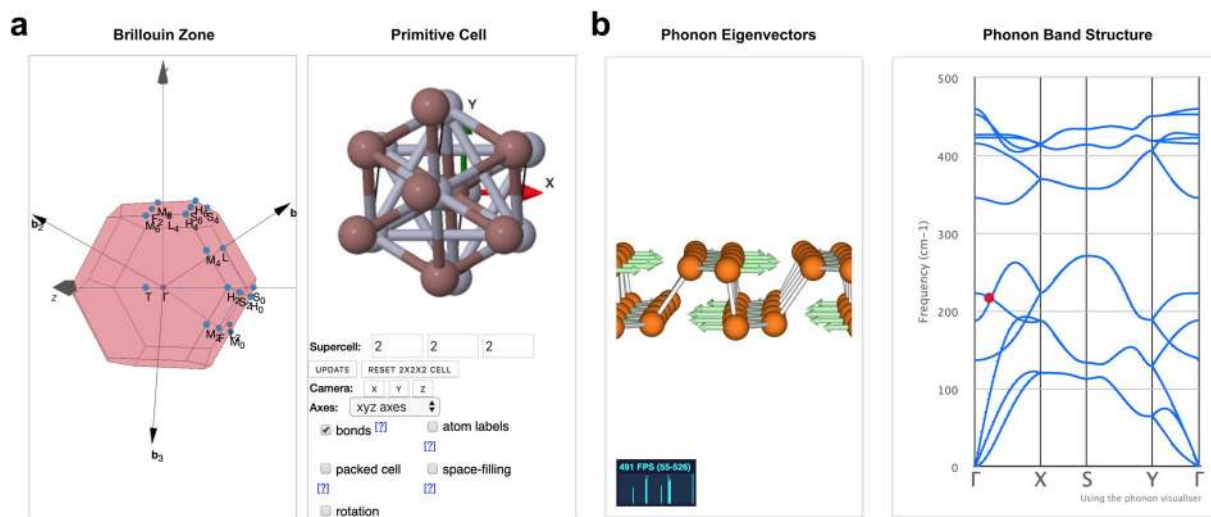 a
Brillouin Zone
Primitive Cell
b
Phonon Eigenvectors
Phonon Band Structure
Y
X
b₂
z
T
Γ
M₄
L
L₄
b₃
Supercell: 2 2 2
UPDATE RESET 2X2X2 CELL
Camera: X Y Z
Axes: xyz axes
bonds [?] atom labels
[?]
packed cell space-filling
[?] [?]
rotation
491 FPS (55-526)
Frequency (cm−1)
500
400
300
200
100
0
Γ X S Y Γ
Using the phonon visualiser